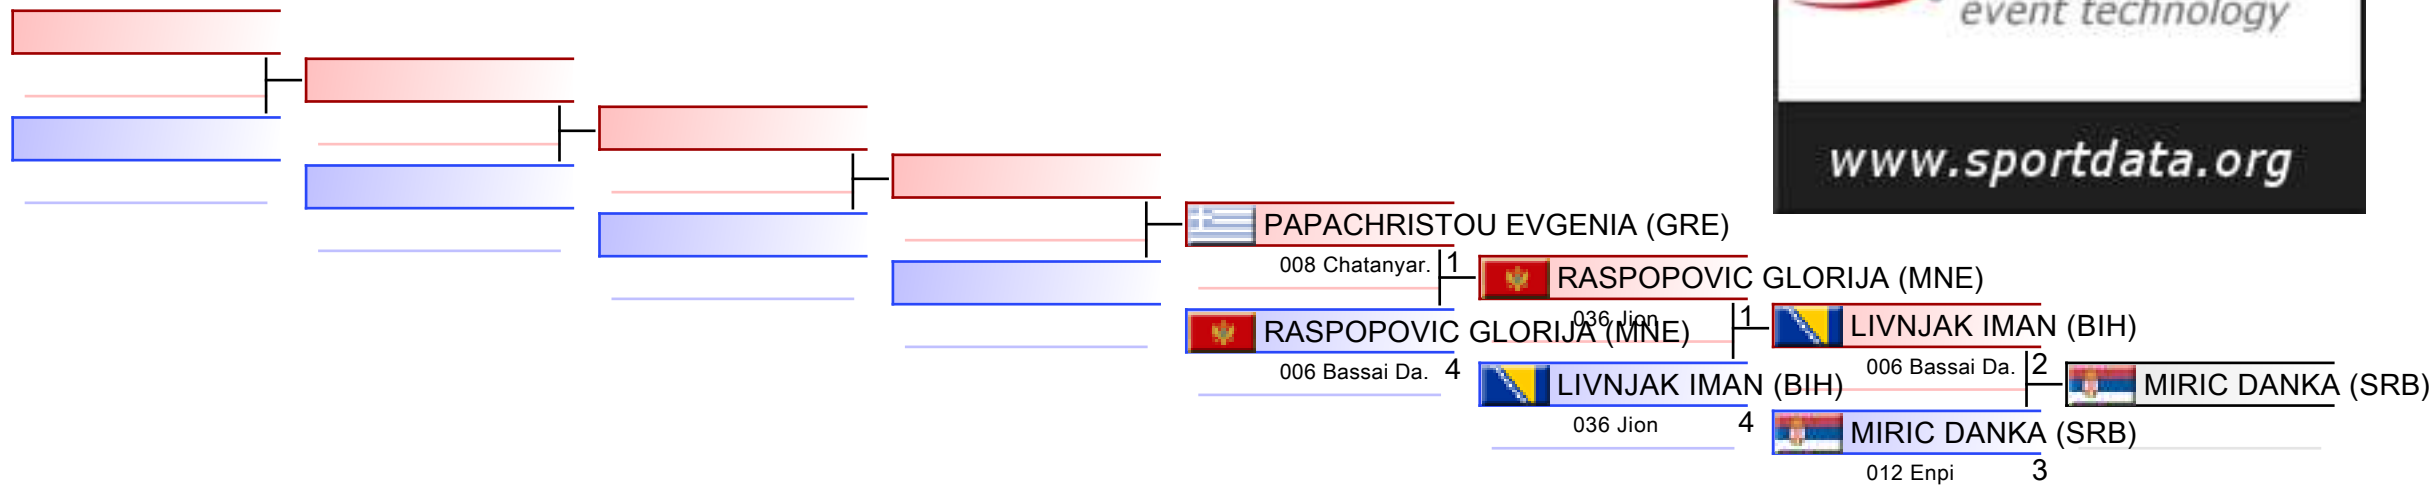 event technology
www.sportdata.org
PAPACHRISTOU EVGENIA (GRE)
008 Chatanyar. 1
RASPOPOVIC GLORIJA (MNE)
006 Bassai Da. 4
RASPOPOVIC GLORIJA (MNE)
036 Jion 1
LIVNJAK IMAN (BIH)
036 Jion 4
LIVNJAK IMAN (BIH)
006 Bassai Da. 2
MIRIC DANKA (SRB)
012 Enpi 3
MIRIC DANKA (SRB)